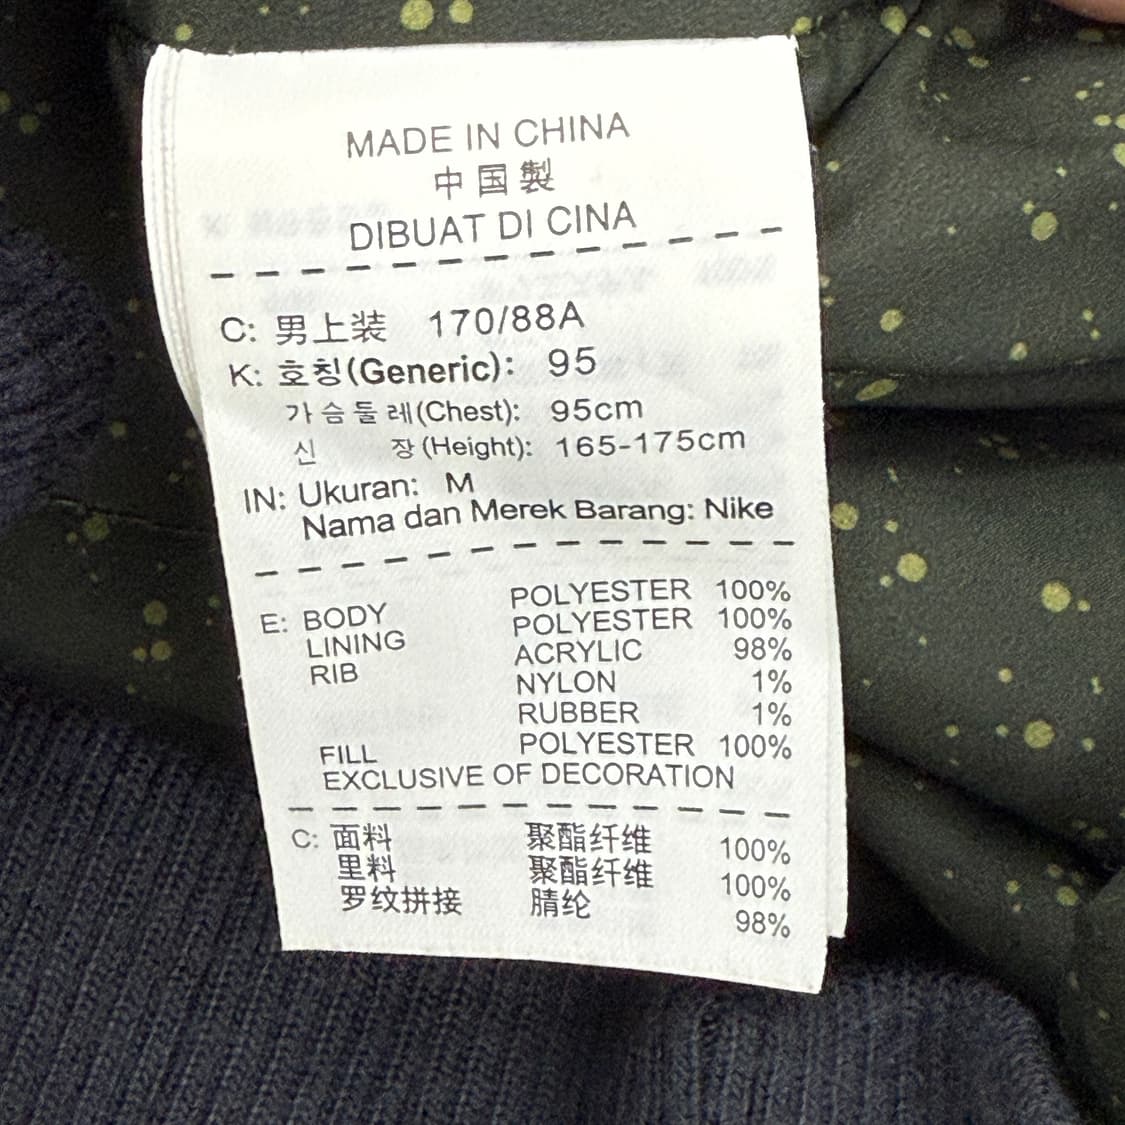 MADE IN CHINA
中国製
DIBUAT DI CINA
C: 男上装 170/88A
K: 호칭(Generic): 95
가슴둘레(Chest): 95cm
신 장(Height): 165-175cm
IN: Ukuran: M
Nama dan Merek Barang: Nike
E: BODY POLYESTER 100%
LINING POLYESTER 100%
RIB ACRYLIC 98%
NYLON 1%
RUBBER 1%
FILL POLYESTER 100%
EXCLUSIVE OF DECORATION
C: 面料 聚酯纤维 100%
里料 聚酯纤维 100%
罗纹拼接 腈纶 98%